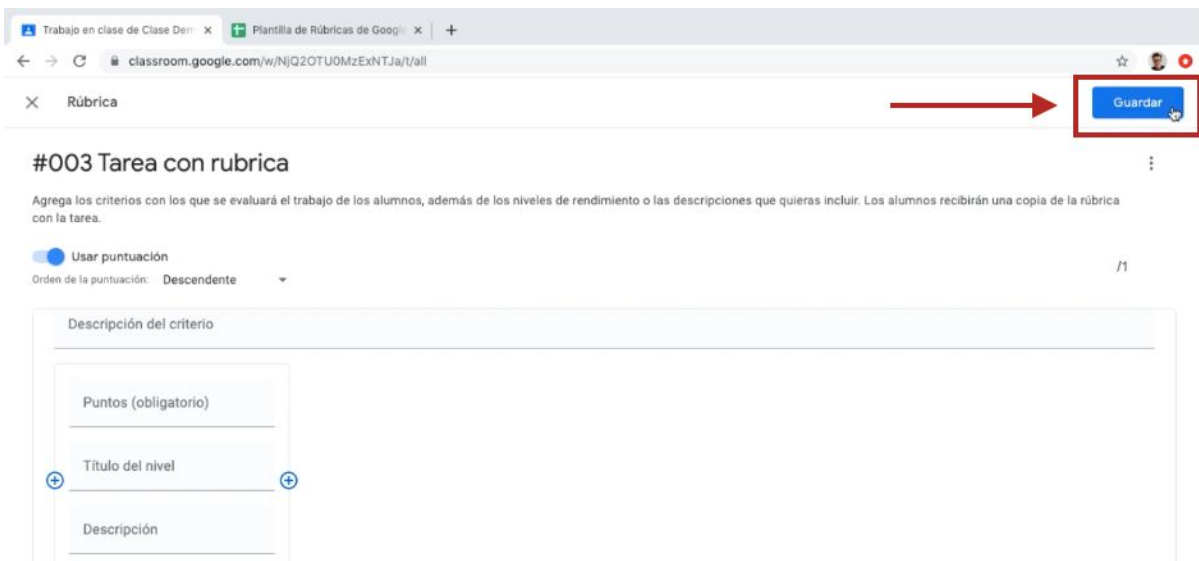 Trabajo en clase de Clase Dem
Plantilla de Rúbricas de Googl
classroom.google.com/w/NjQ2OTU0MzExNTJa/t/all
Rúbrica
Guardar
#003 Tarea con rubrica
Agrega los criterios con los que se evaluará el trabajo de los alumnos, además de los niveles de rendimiento o las descripciones que quieras incluir. Los alumnos recibirán una copia de la rúbrica
con la tarea.
Usar puntuación
Orden de la puntuación: Descendente
/1
Descripción del criterio
Puntos (obligatorio)
Título del nivel
Descripción